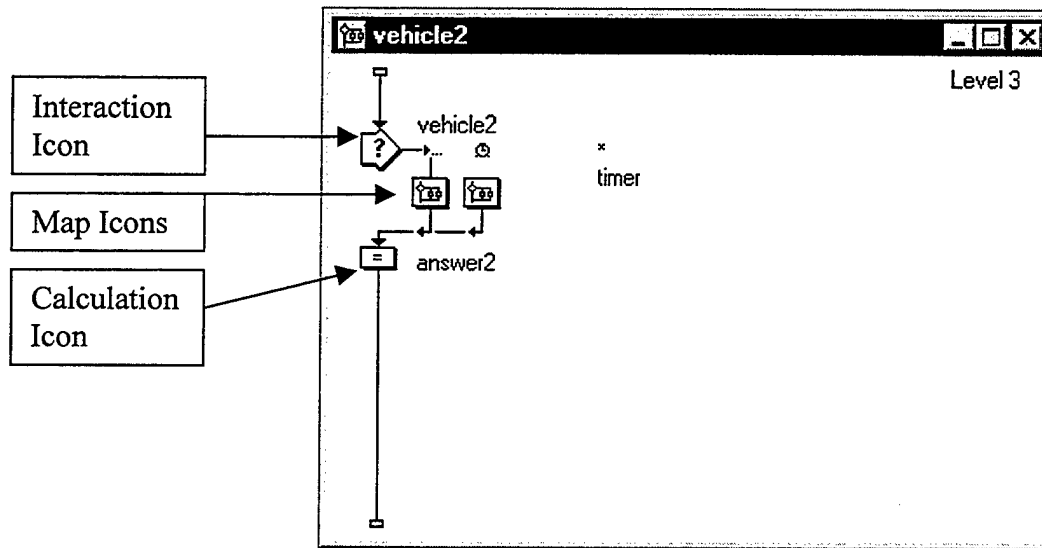 vehicle2
Level 3
Interaction
Icon
vehicle2
?
...
*
timer
Map Icons
=
answer2
Calculation
Icon